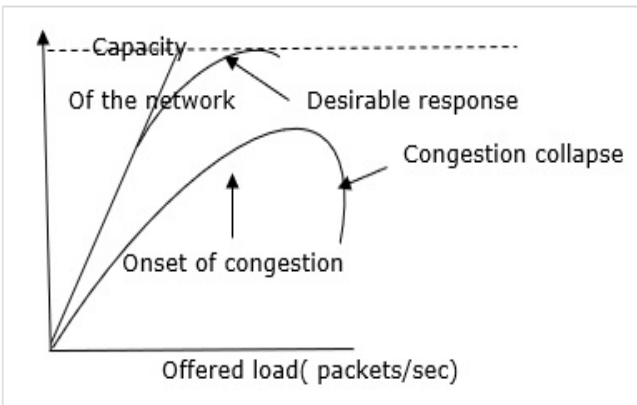 Capacity
Of the network
Desirable response
Congestion collapse
Onset of congestion
Offered load( packets/sec)